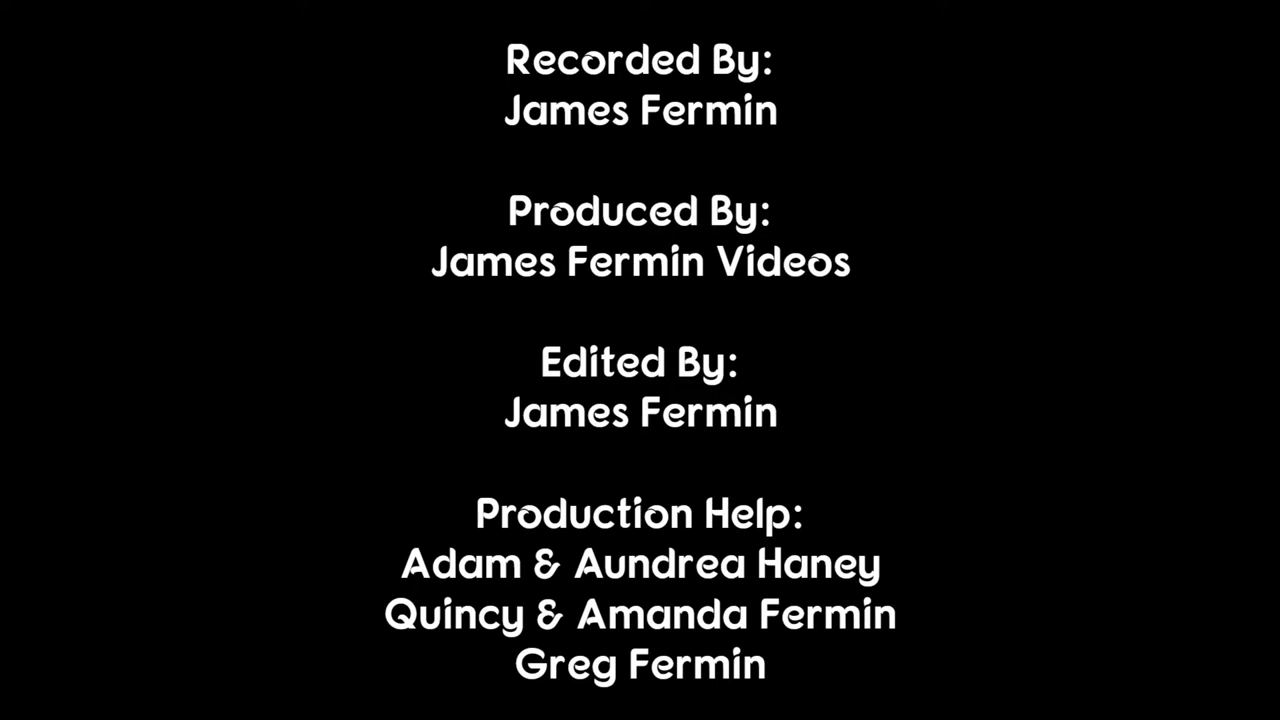 Recorded By:
James Fermin
Produced By:
James Fermin Videos
Edited By:
James Fermin
Production Help:
Adam & Aundrea Haney
Quincy & Amanda Fermin
Greg Fermin